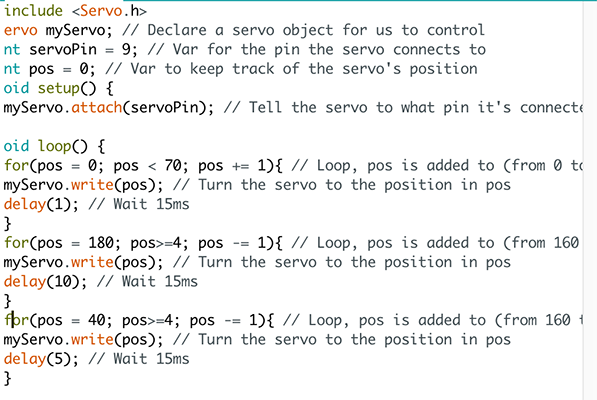 include <Servo.h>
ervo myServo; // Declare a servo object for us to control
nt servoPin = 9; // Var for the pin the servo connects to
nt pos = 0; // Var to keep track of the servo's position
oid setup() {
myServo.attach(servoPin); // Tell the servo to what pin it's connecte
oid loop() {
for(pos = 0; pos < 70; pos += 1){ // Loop, pos is added to (from 0 to
myServo.write(pos); // Turn the servo to the position in pos
delay(1); // Wait 15ms
}
for(pos = 180; pos>=4; pos -= 1){ // Loop, pos is added to (from 160
myServo.write(pos); // Turn the servo to the position in pos
delay(10); // Wait 15ms
}
for(pos = 40; pos>=4; pos -= 1){ // Loop, pos is added to (from 160 t
myServo.write(pos); // Turn the servo to the position in pos
delay(5); // Wait 15ms
}